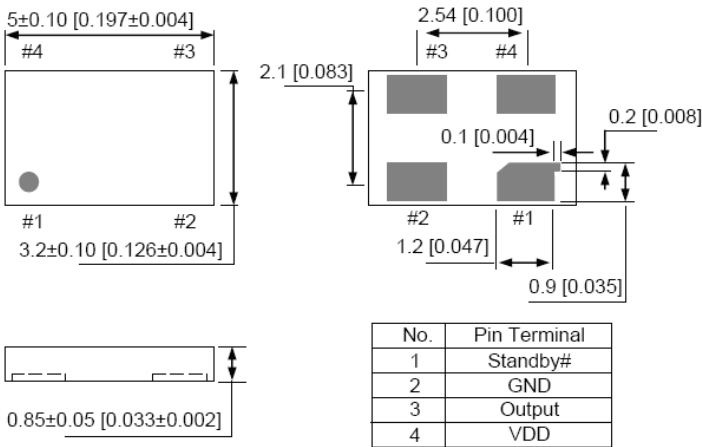 5±0.10 [0.197±0.004]
#4 #3
#1 #2
3.2±0.10 [0.126±0.004]
2.54 [0.100]
#3 #4
2.1 [0.083]
0.1 [0.004]
0.2 [0.008]
#2 #1
1.2 [0.047]
0.9 [0.035]
0.85±0.05 [0.033±0.002]
No. Pin Terminal
1 Standby#
2 GND
3 Output
4 VDD